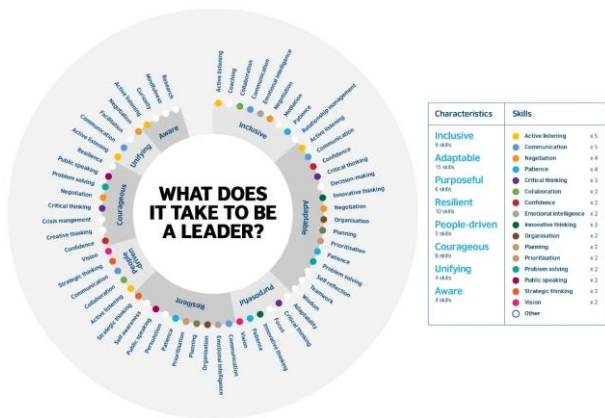 WHAT DOES
IT TAKE TO BE
A LEADER?
Inclusive
Active listening
Coaching
Collaboration
Communication
Emotional intelligence
Negotiation
Mediation
Patience
Relationship management
Adaptable
Active listening
Communication
Confidence
Critical thinking
Decision-making
Innovative thinking
Negotiation
Organisation
Planning
Prioritisation
Patience
Problem solving
Self-reflection
Teamwork
Wisdom
Purposeful
Adaptability
Critical thinking
Focus
Innovative thinking
Patience
Vision
Resilient
Communication
Emotional intelligence
Organisation
Planning
Prioritisation
Patience
Persuasion
Public speaking
Self awareness
Strategic thinking
People-
driven
Active listening
Collaboration
Communication
Strategic thinking
Vision
Courageous
Confidence
Creative thinking
Crisis mangement
Critical thinking
Negotiation
Problem solving
Public speaking
Resilience
Unifying
Active listening
Communication
Facilitation
Negotiation
Aware
Active listening
Curiosity
Mindfulness
Research
Characteristics
Inclusive
9 skills
Adaptable
15 skills
Purposeful
6 skills
Resilient
10 skills
People-driven
5 skills
Courageous
8 skills
Unifying
4 skills
Aware
4 skills
Skills
Active listening x 5
Communication x 5
Negotiation x 4
Patience x 4
Critical thinking x 3
Collaboration x 2
Confidence x 2
Emotional intelligence x 2
Innovative thinking x 2
Organisation x 2
Planning x 2
Prioritisation x 2
Problem solving x 2
Public speaking x 2
Strategic thinking x 2
Vision x 2
Other